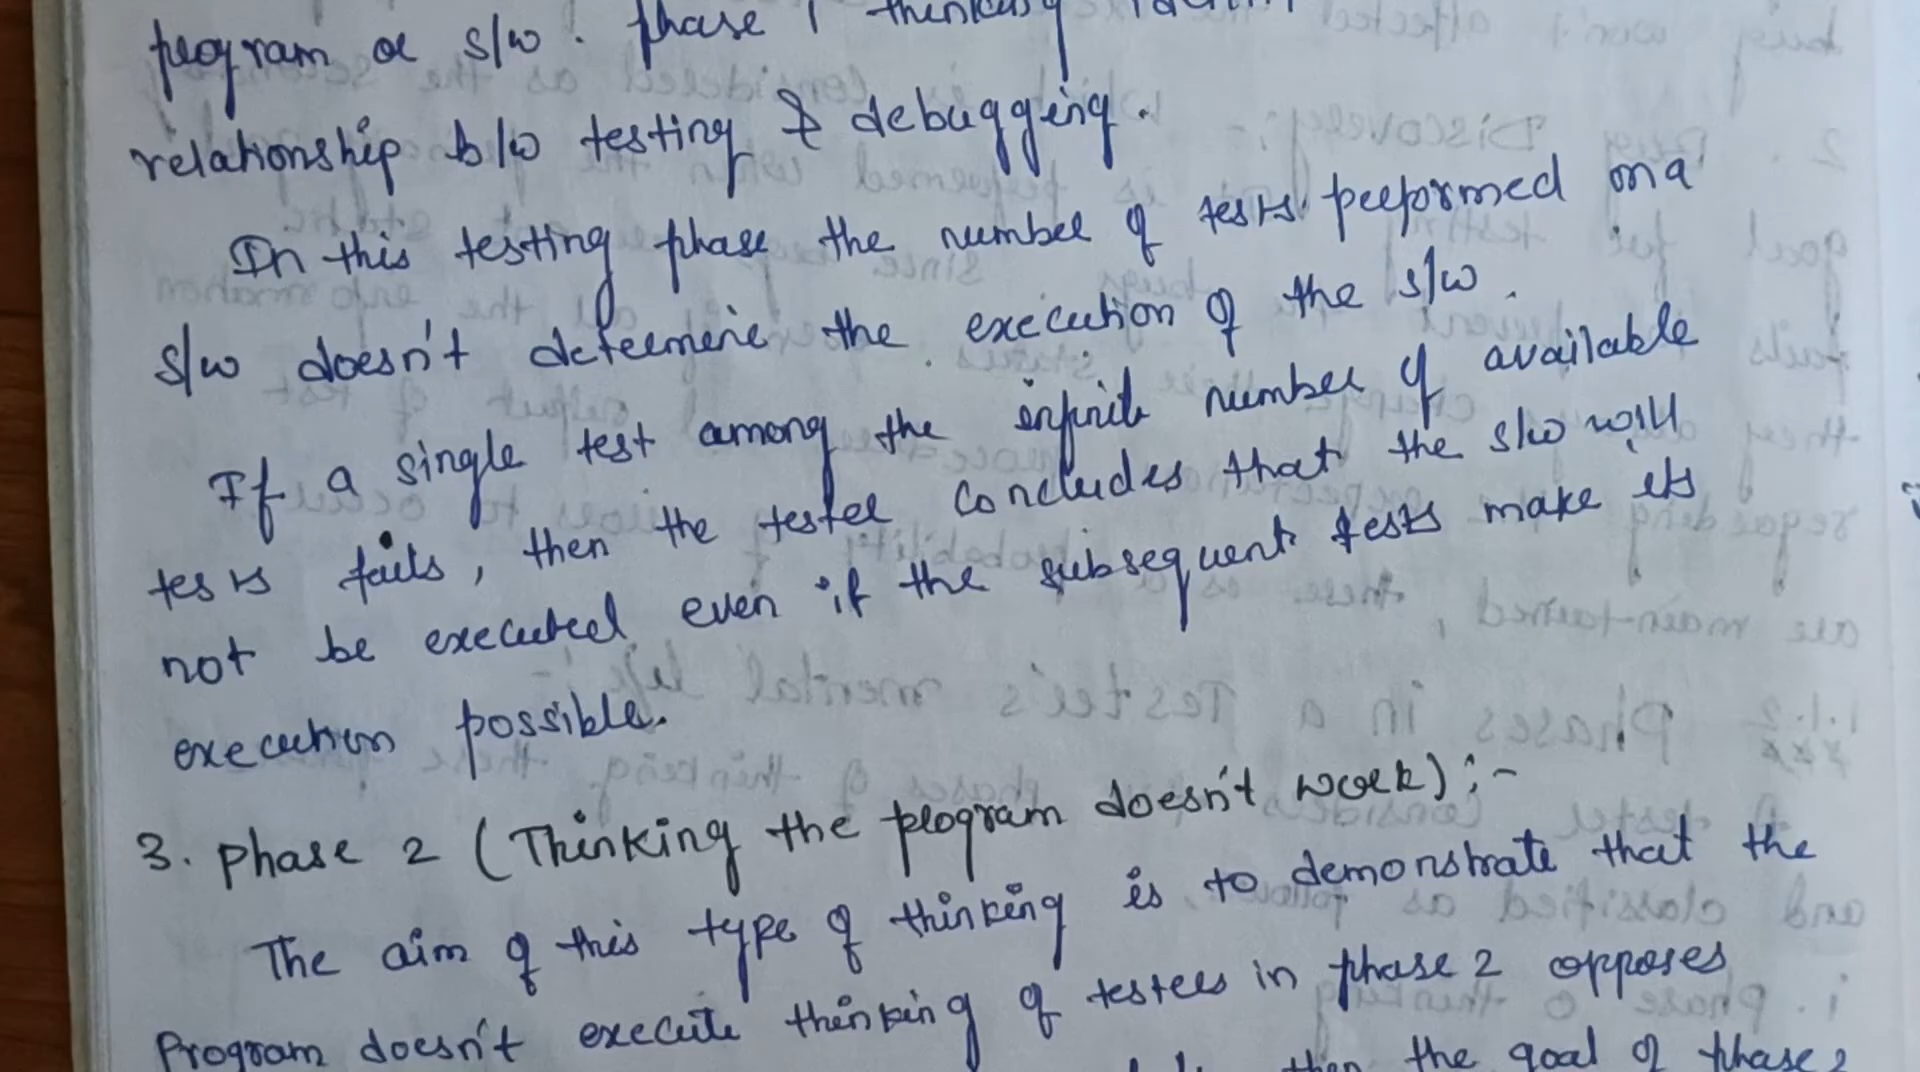 program or s/w. phase 1 thinking
relationship b/w testing & debugging.
In this testing phase the number of tests performed on a
s/w doesn't determine the execution of the s/w.
If a single test among the infinite number of available
tests fails, then the tester concludes that the s/w will
not be executed even if the subsequent tests make its
execution possible.
3. phase 2 (Thinking the program doesn't work) :-
The aim of this type of thinking is to demonstrate that the
Program doesn't execute thinking of testers in phase 2 opposes
then the goal of phase 2